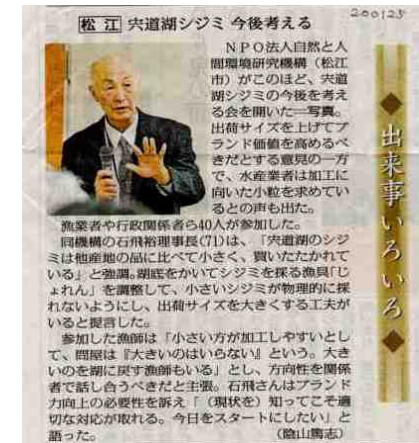 200125
松江 宍道湖シジミ 今後考える
ＮＰＯ法人自然と人
間環境研究機構（松江
市）がこのほど、宍道
湖シジミの今後を考え
る会を開いた＝写真。
出荷サイズを上げてブ
ランド価値を高めるべ
きだとする意見の一方
で、水産業者は加工に
向いた小粒を求めてい
るとの声も出た。
漁業者や行政関係者ら40人が参加した。
同機構の石飛裕理事長(71)は、「宍道湖のシジ
ミは他産地の品に比べて小さく、買いたたかれて
いる」と強調。湖底をかいてシジミを採る漁具「じ
ょれん」を調整して、小さいシジミが物理的に採
れないようにし、出荷サイズを大きくする工夫が
いると提言した。
参加した漁師は「小さい方が加工しやすいとし
て、問屋は『大きいのはいらない』という。大き
いのを湖に戻す漁師もいる」とし、方向性を関係
者で話し合うべきだと主張。石飛さんはブランド
力向上の必要性を訴え「（現状を）知ってこそ適
切な対応が取れる。今日をスタートにしたい」と
語った。　（陰山篤志）
◆出来事いろいろ◆